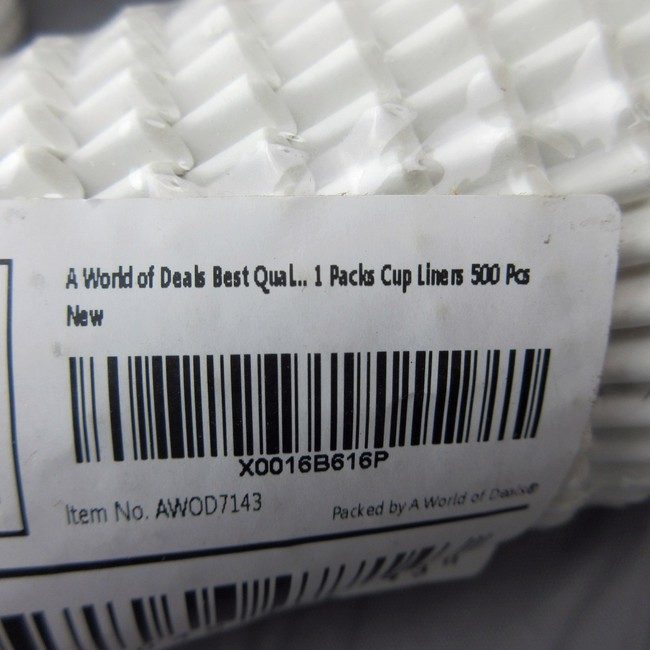 A World of Deals Best Qual... 1 Packs Cup Liners 500 Pcs
New
X0016B616P
Item No. AWOD7143
Packed by A World of Deals®